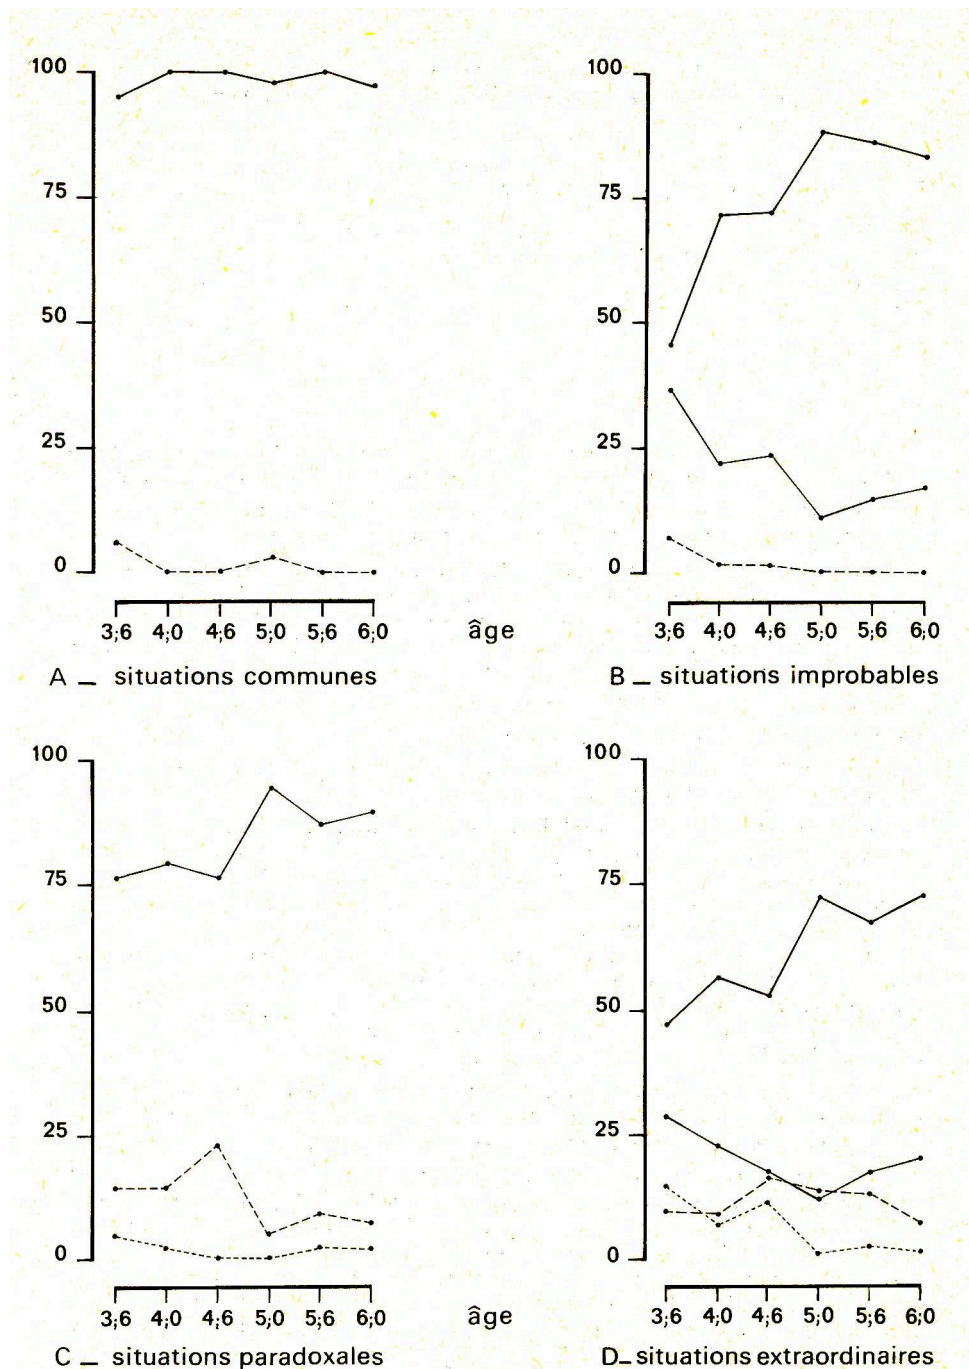 100
75
50
25
0
3;6 4;0 4;6 5;0 5;6 6;0
âge
A _ situations communes
100
75
50
25
0
3;6 4;0 4;6 5;0 5;6 6;0
B _ situations improbables
100
75
50
25
0
3;6 4;0 4;6 5;0 5;6 6;0
âge
C _ situations paradoxales
100
75
50
25
0
3;6 4;0 4;6 5;0 5;6 6;0
D_ situations extraordinaires